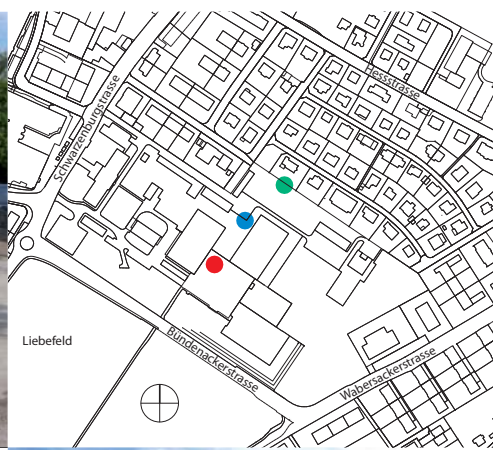 Hessstrasse
Schwarzenburgstrasse
Liebefeld
Bündenackerstrasse
Wabersackerstrasse